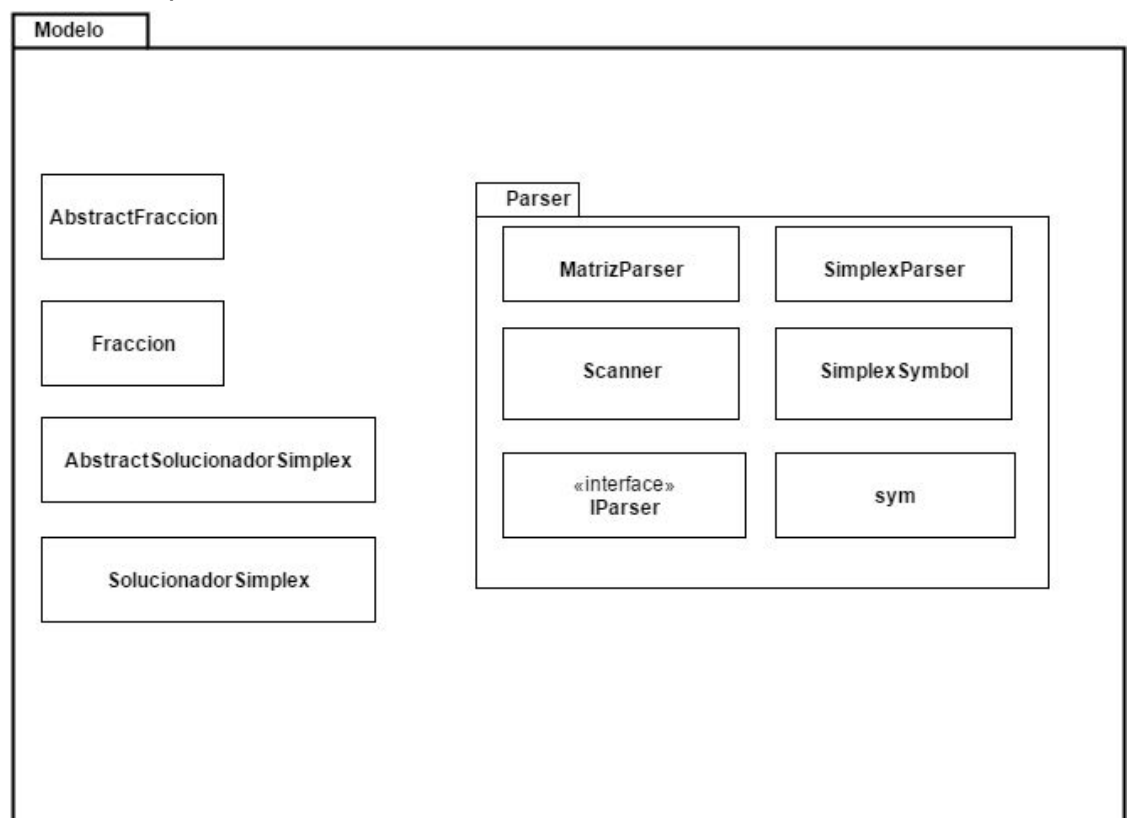 Modelo
AbstractFraccion
Fraccion
AbstractSolucionadorSimplex
SolucionadorSimplex
Parser
MatrizParser
SimplexParser
Scanner
SimplexSymbol
«interface»
IParser
sym